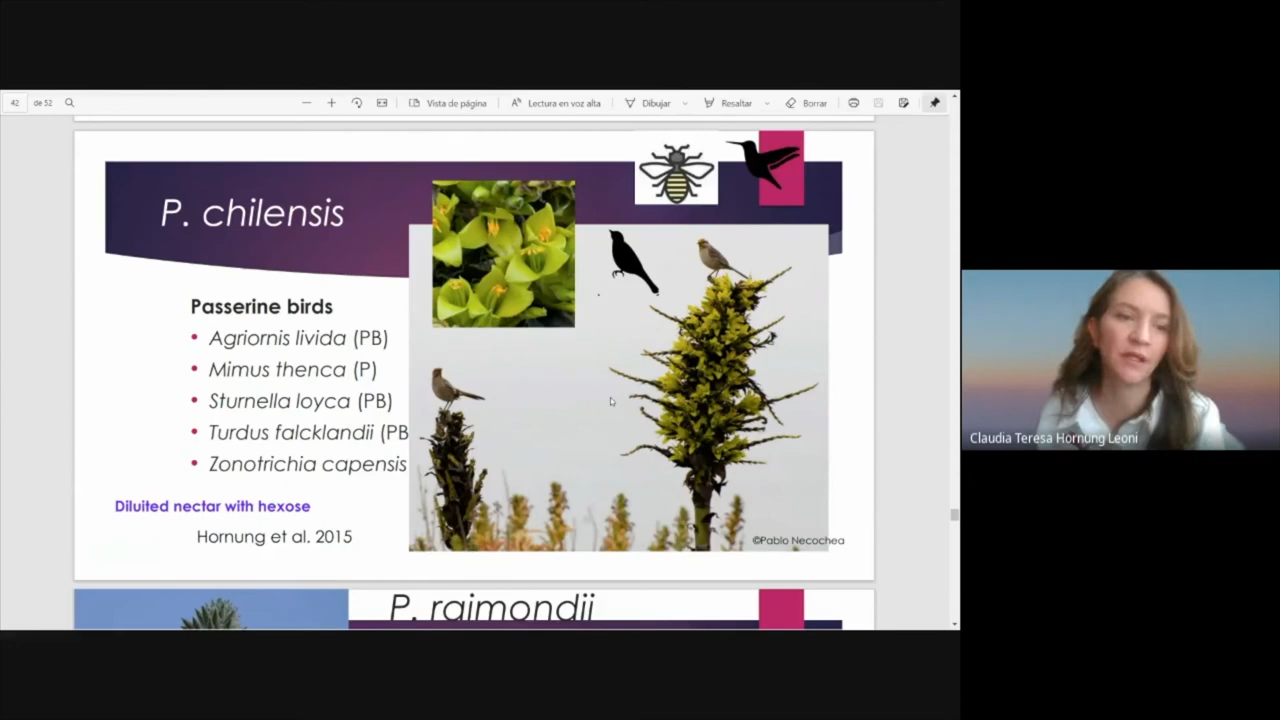 42 de 52
Vista de página
Lectura en voz alta
Dibujar
Resaltar
Borrar
P. chilensis
Passerine birds
• Agriornis livida (PB)
• Mimus thenca (P)
• Sturnella loyca (PB)
• Turdus falcklandii (PB
• Zonotrichia capensis
Diluited nectar with hexose
Hornung et al. 2015
©Pablo Necochea
P. raimondii
Claudia Teresa Hornung Leoni